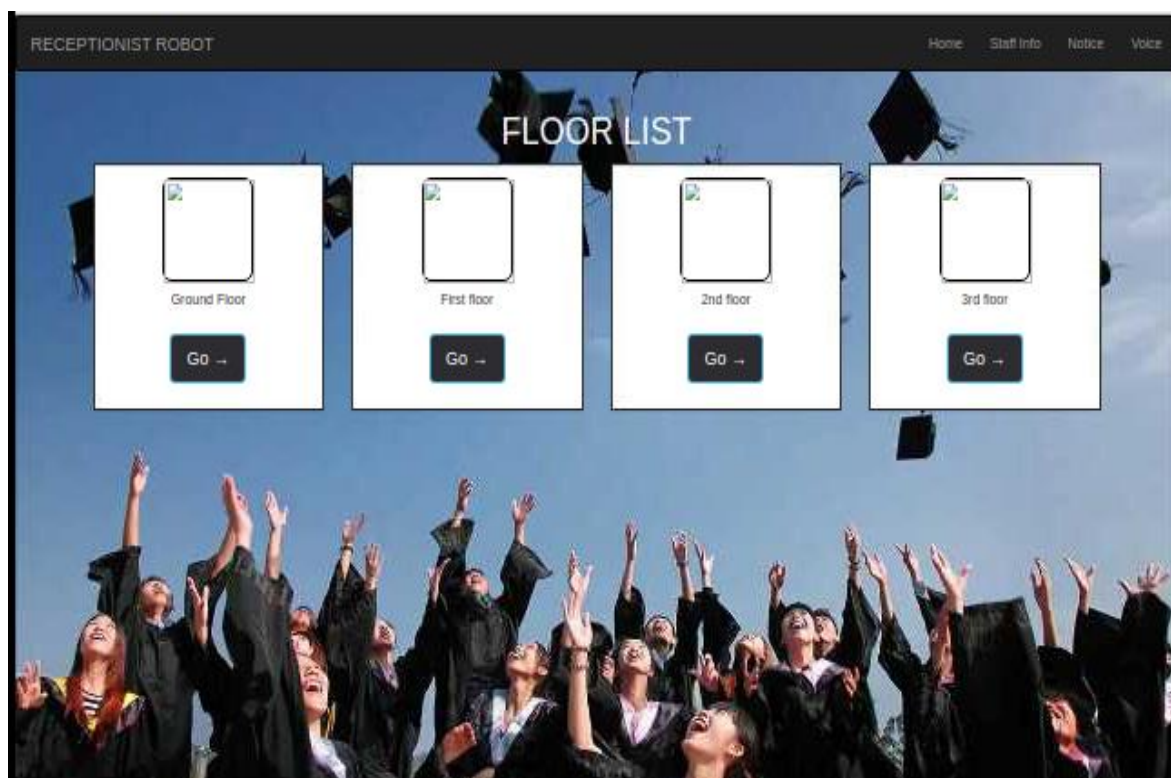 RECEPTIONIST ROBOT Home Staff Info Notice Voice
FLOOR LIST
Ground Floor First floor 2nd floor 3rd floor
Go → Go → Go → Go →